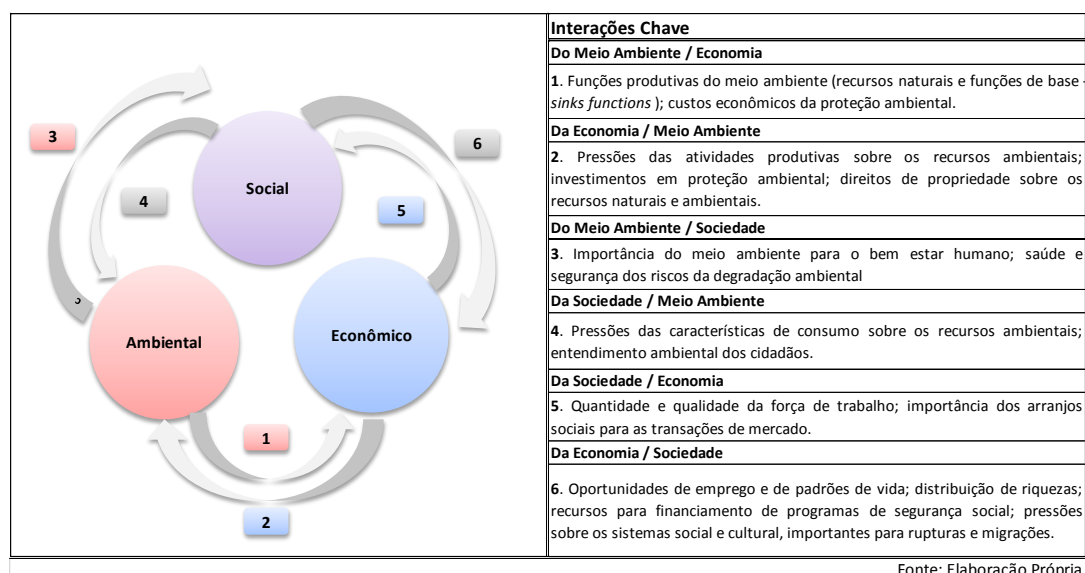 3
4
6
5
Social
Ambiental
Econômico
1
2
Interações Chave
Do Meio Ambiente / Economia
1. Funções produtivas do meio ambiente (recursos naturais e funções de base -
sinks functions ); custos econômicos da proteção ambiental.
Da Economia / Meio Ambiente
2. Pressões das atividades produtivas sobre os recursos ambientais;
investimentos em proteção ambiental; direitos de propriedade sobre os
recursos naturais e ambientais.
Do Meio Ambiente / Sociedade
3. Importância do meio ambiente para o bem estar humano; saúde e
segurança dos riscos da degradação ambiental
Da Sociedade / Meio Ambiente
4. Pressões das características de consumo sobre os recursos ambientais;
entendimento ambiental dos cidadãos.
Da Sociedade / Economia
5. Quantidade e qualidade da força de trabalho; importância dos arranjos
sociais para as transações de mercado.
Da Economia / Sociedade
6. Oportunidades de emprego e de padrões de vida; distribuição de riquezas;
recursos para financiamento de programas de segurança social; pressões
sobre os sistemas social e cultural, importantes para rupturas e migrações.
Fonte: Elaboração Própria